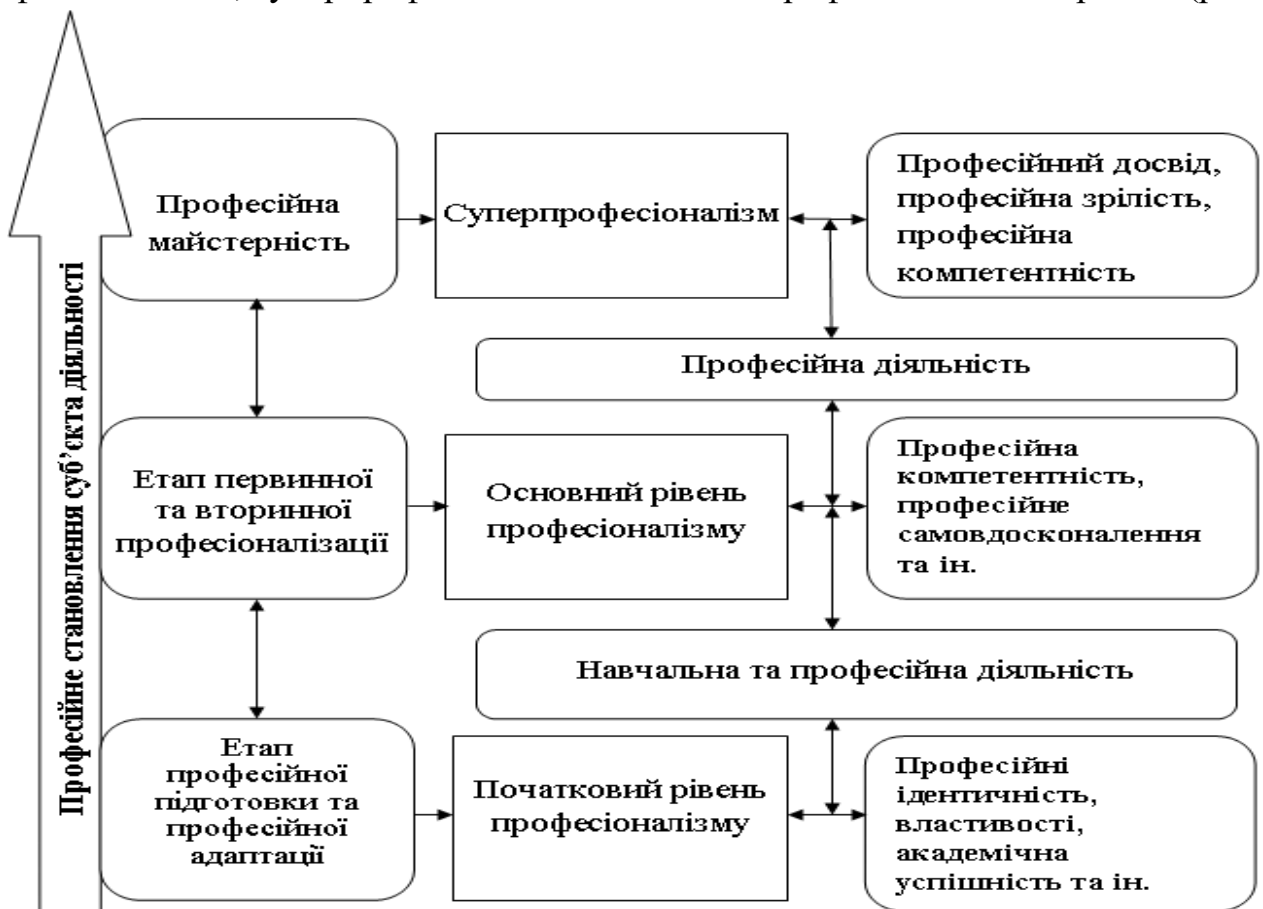 Професійне становлення суб’єкта діяльності
Професійна
майстерність
Суперпрофесіоналізм
Професійний досвід,
професійна зрілість,
професійна
компетентність
Професійна діяльність
Етап первинної
та вторинної
професіоналізації
Основний рівень
професіоналізму
Професійна
компетентність,
професійне
самовдосконалення
та ін.
Навчальна та професійна діяльність
Етап
професійної
підготовки та
професійної
адаптації
Початковий рівень
професіоналізму
Професійні
ідентичність,
властивості,
академічна
успішність та ін.